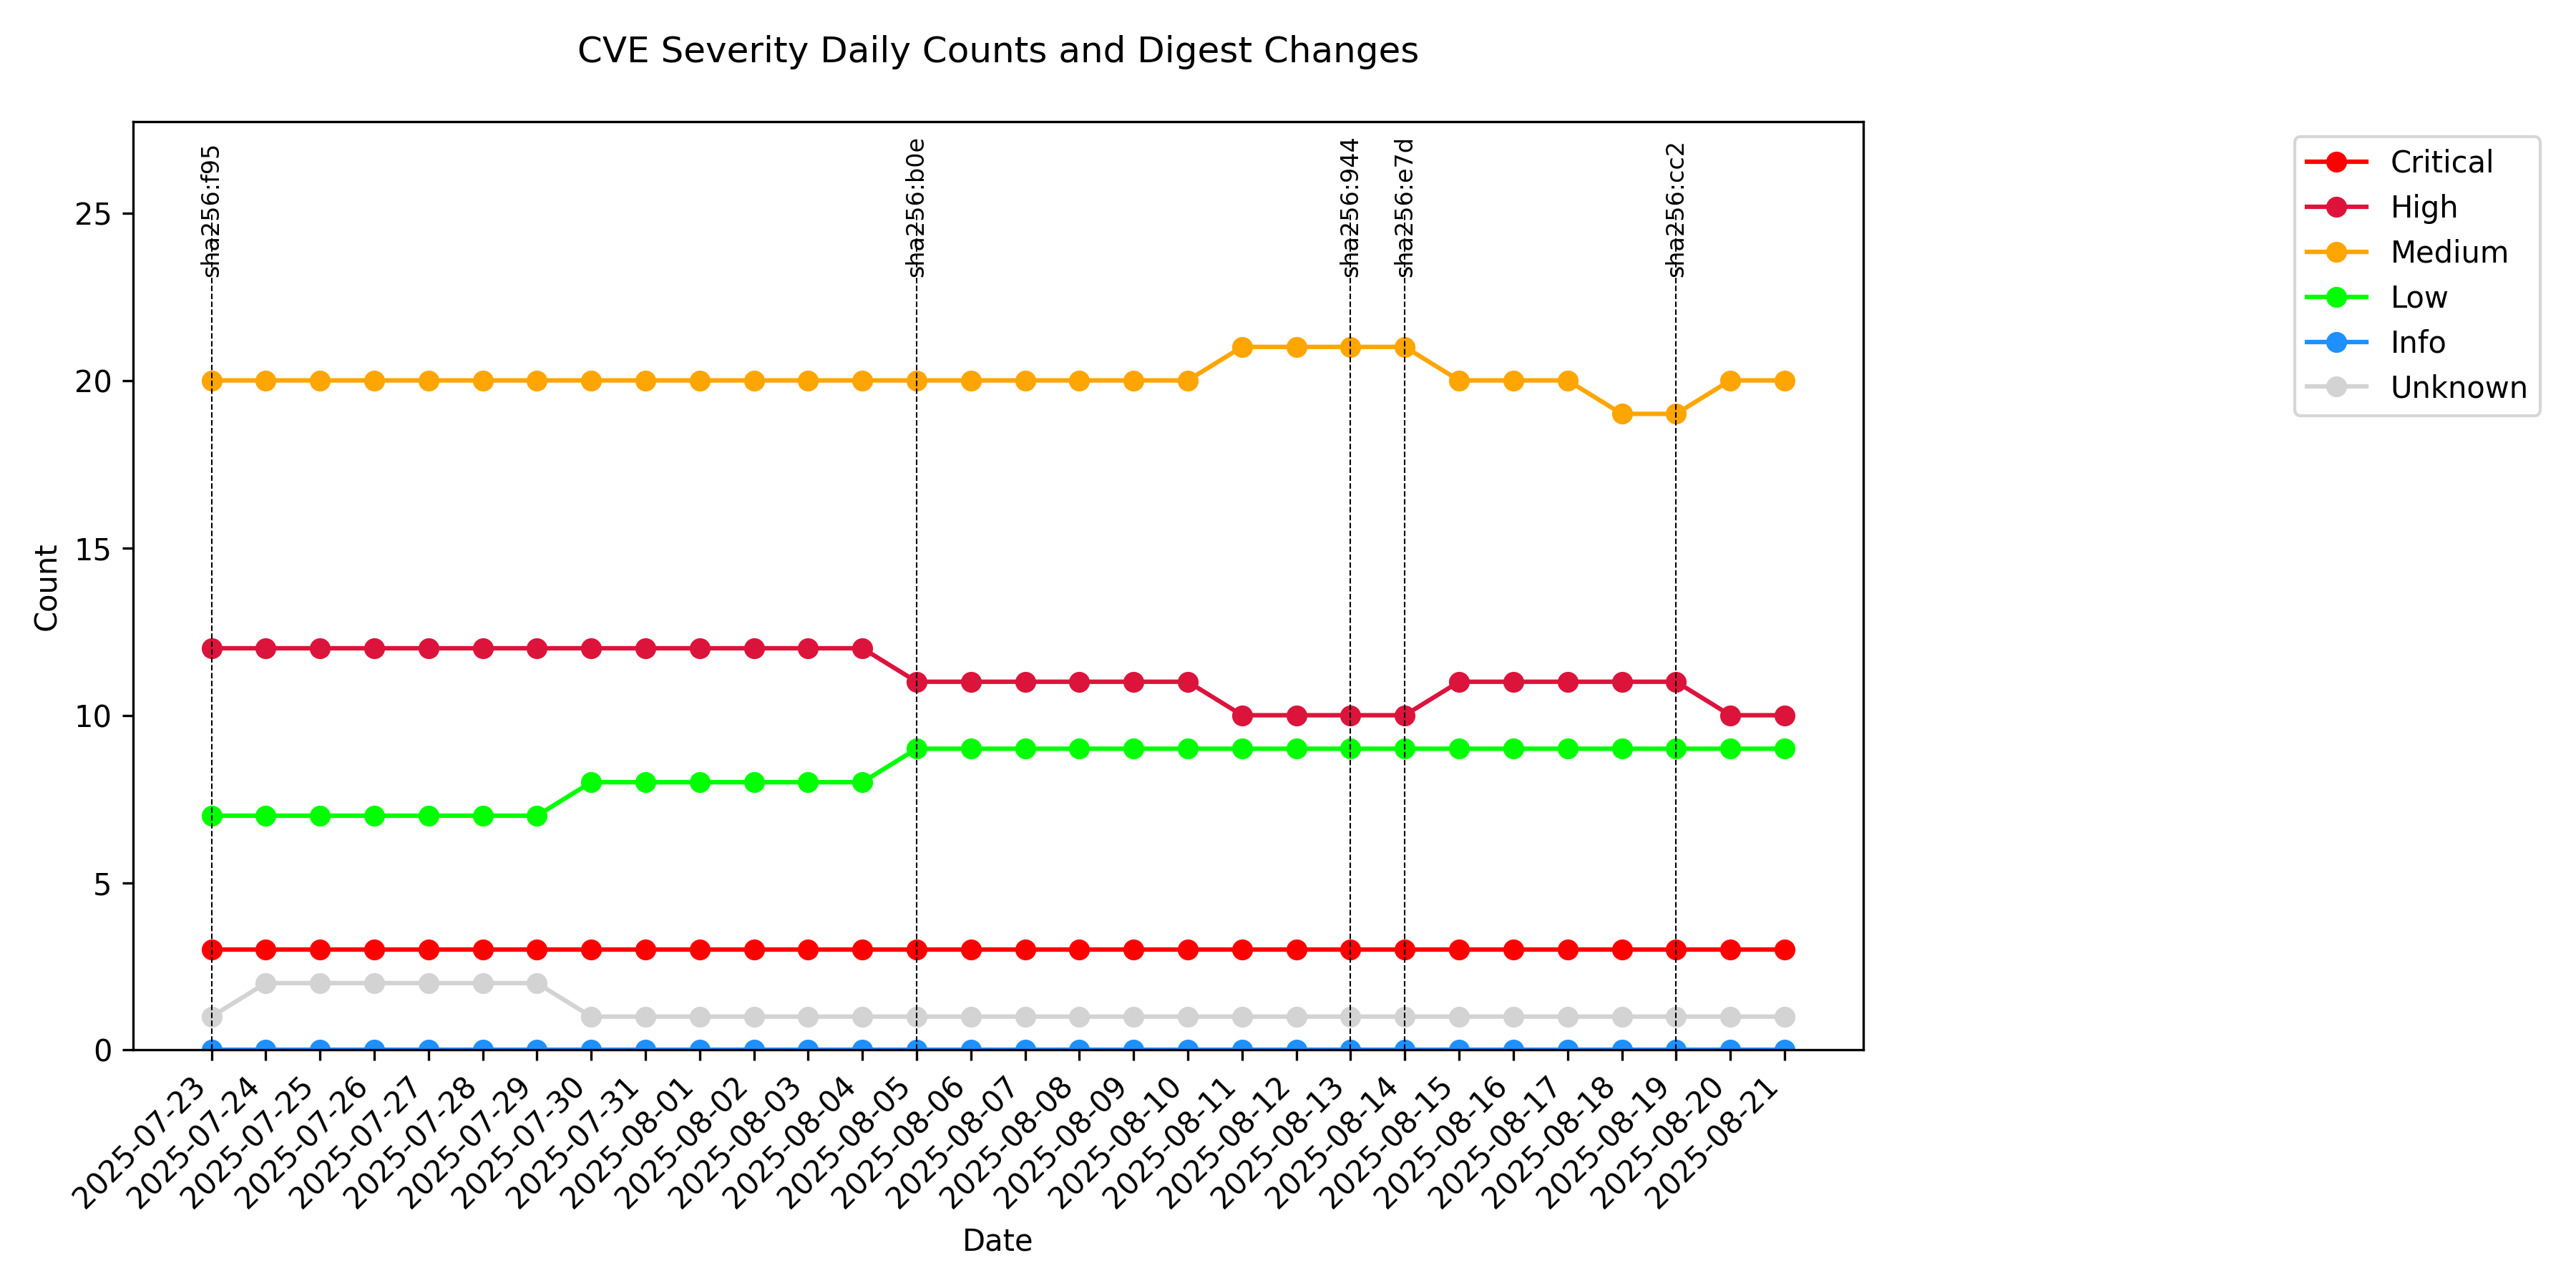 CVE Severity Daily Counts and Digest Changes
sha256:f95
sha256:b0e
sha256:944
sha256:e7d
sha256:cc2
Critical
High
Medium
Low
Info
Unknown
Count
25
20
15
10
5
0
2025-07-23
2025-07-24
2025-07-25
2025-07-26
2025-07-27
2025-07-28
2025-07-29
2025-07-30
2025-07-31
2025-08-01
2025-08-02
2025-08-03
2025-08-04
2025-08-05
2025-08-06
2025-08-07
2025-08-08
2025-08-09
2025-08-10
2025-08-11
2025-08-12
2025-08-13
2025-08-14
2025-08-15
2025-08-16
2025-08-17
2025-08-18
2025-08-19
2025-08-20
2025-08-21
Date